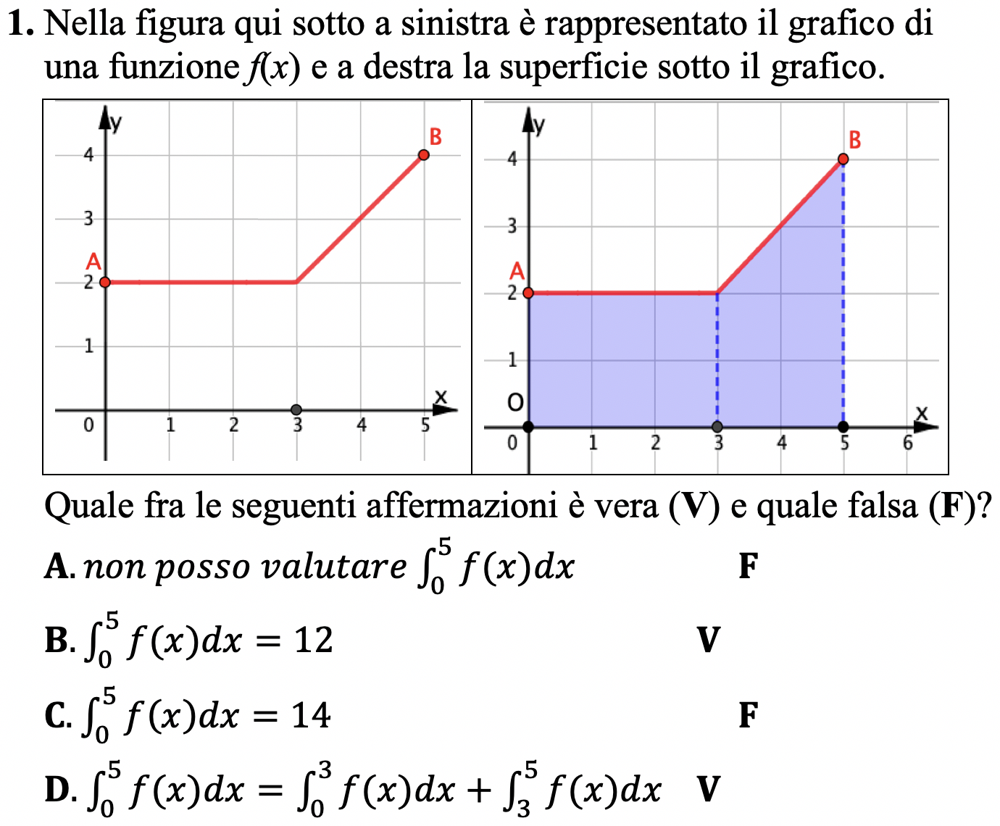 1. Nella figura qui sotto a sinistra è rappresentato il grafico di
una funzione f(x) e a destra la superficie sotto il grafico.
y
4
B
3
A
2
1
x
0 1 2 3 4 5
y
4
B
3
A
2
1
O
x
0 1 2 3 4 5 6
Quale fra le seguenti affermazioni è vera (V) e quale falsa (F)?
A. non posso valutare ∫₀⁵ f(x)dx F
B. ∫₀⁵ f(x)dx = 12 V
C. ∫₀⁵ f(x)dx = 14 F
D. ∫₀⁵ f(x)dx = ∫₀³ f(x)dx + ∫₃⁵ f(x)dx V